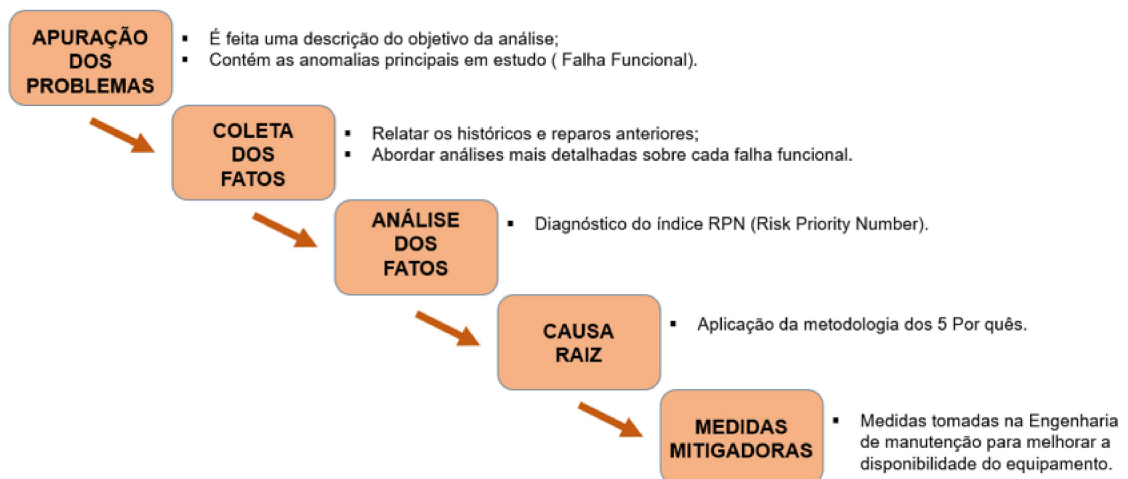 APURAÇÃO
DOS
PROBLEMAS
▪ É feita uma descrição do objetivo da análise;
▪ Contém as anomalias principais em estudo ( Falha Funcional).
COLETA
DOS
FATOS
▪ Relatar os históricos e reparos anteriores;
▪ Abordar análises mais detalhadas sobre cada falha funcional.
ANÁLISE
DOS
FATOS
▪ Diagnóstico do índice RPN (Risk Priority Number).
CAUSA
RAIZ
▪ Aplicação da metodologia dos 5 Por quês.
MEDIDAS
MITIGADORAS
▪ Medidas tomadas na Engenharia
de manutenção para melhorar a
disponibilidade do equipamento.